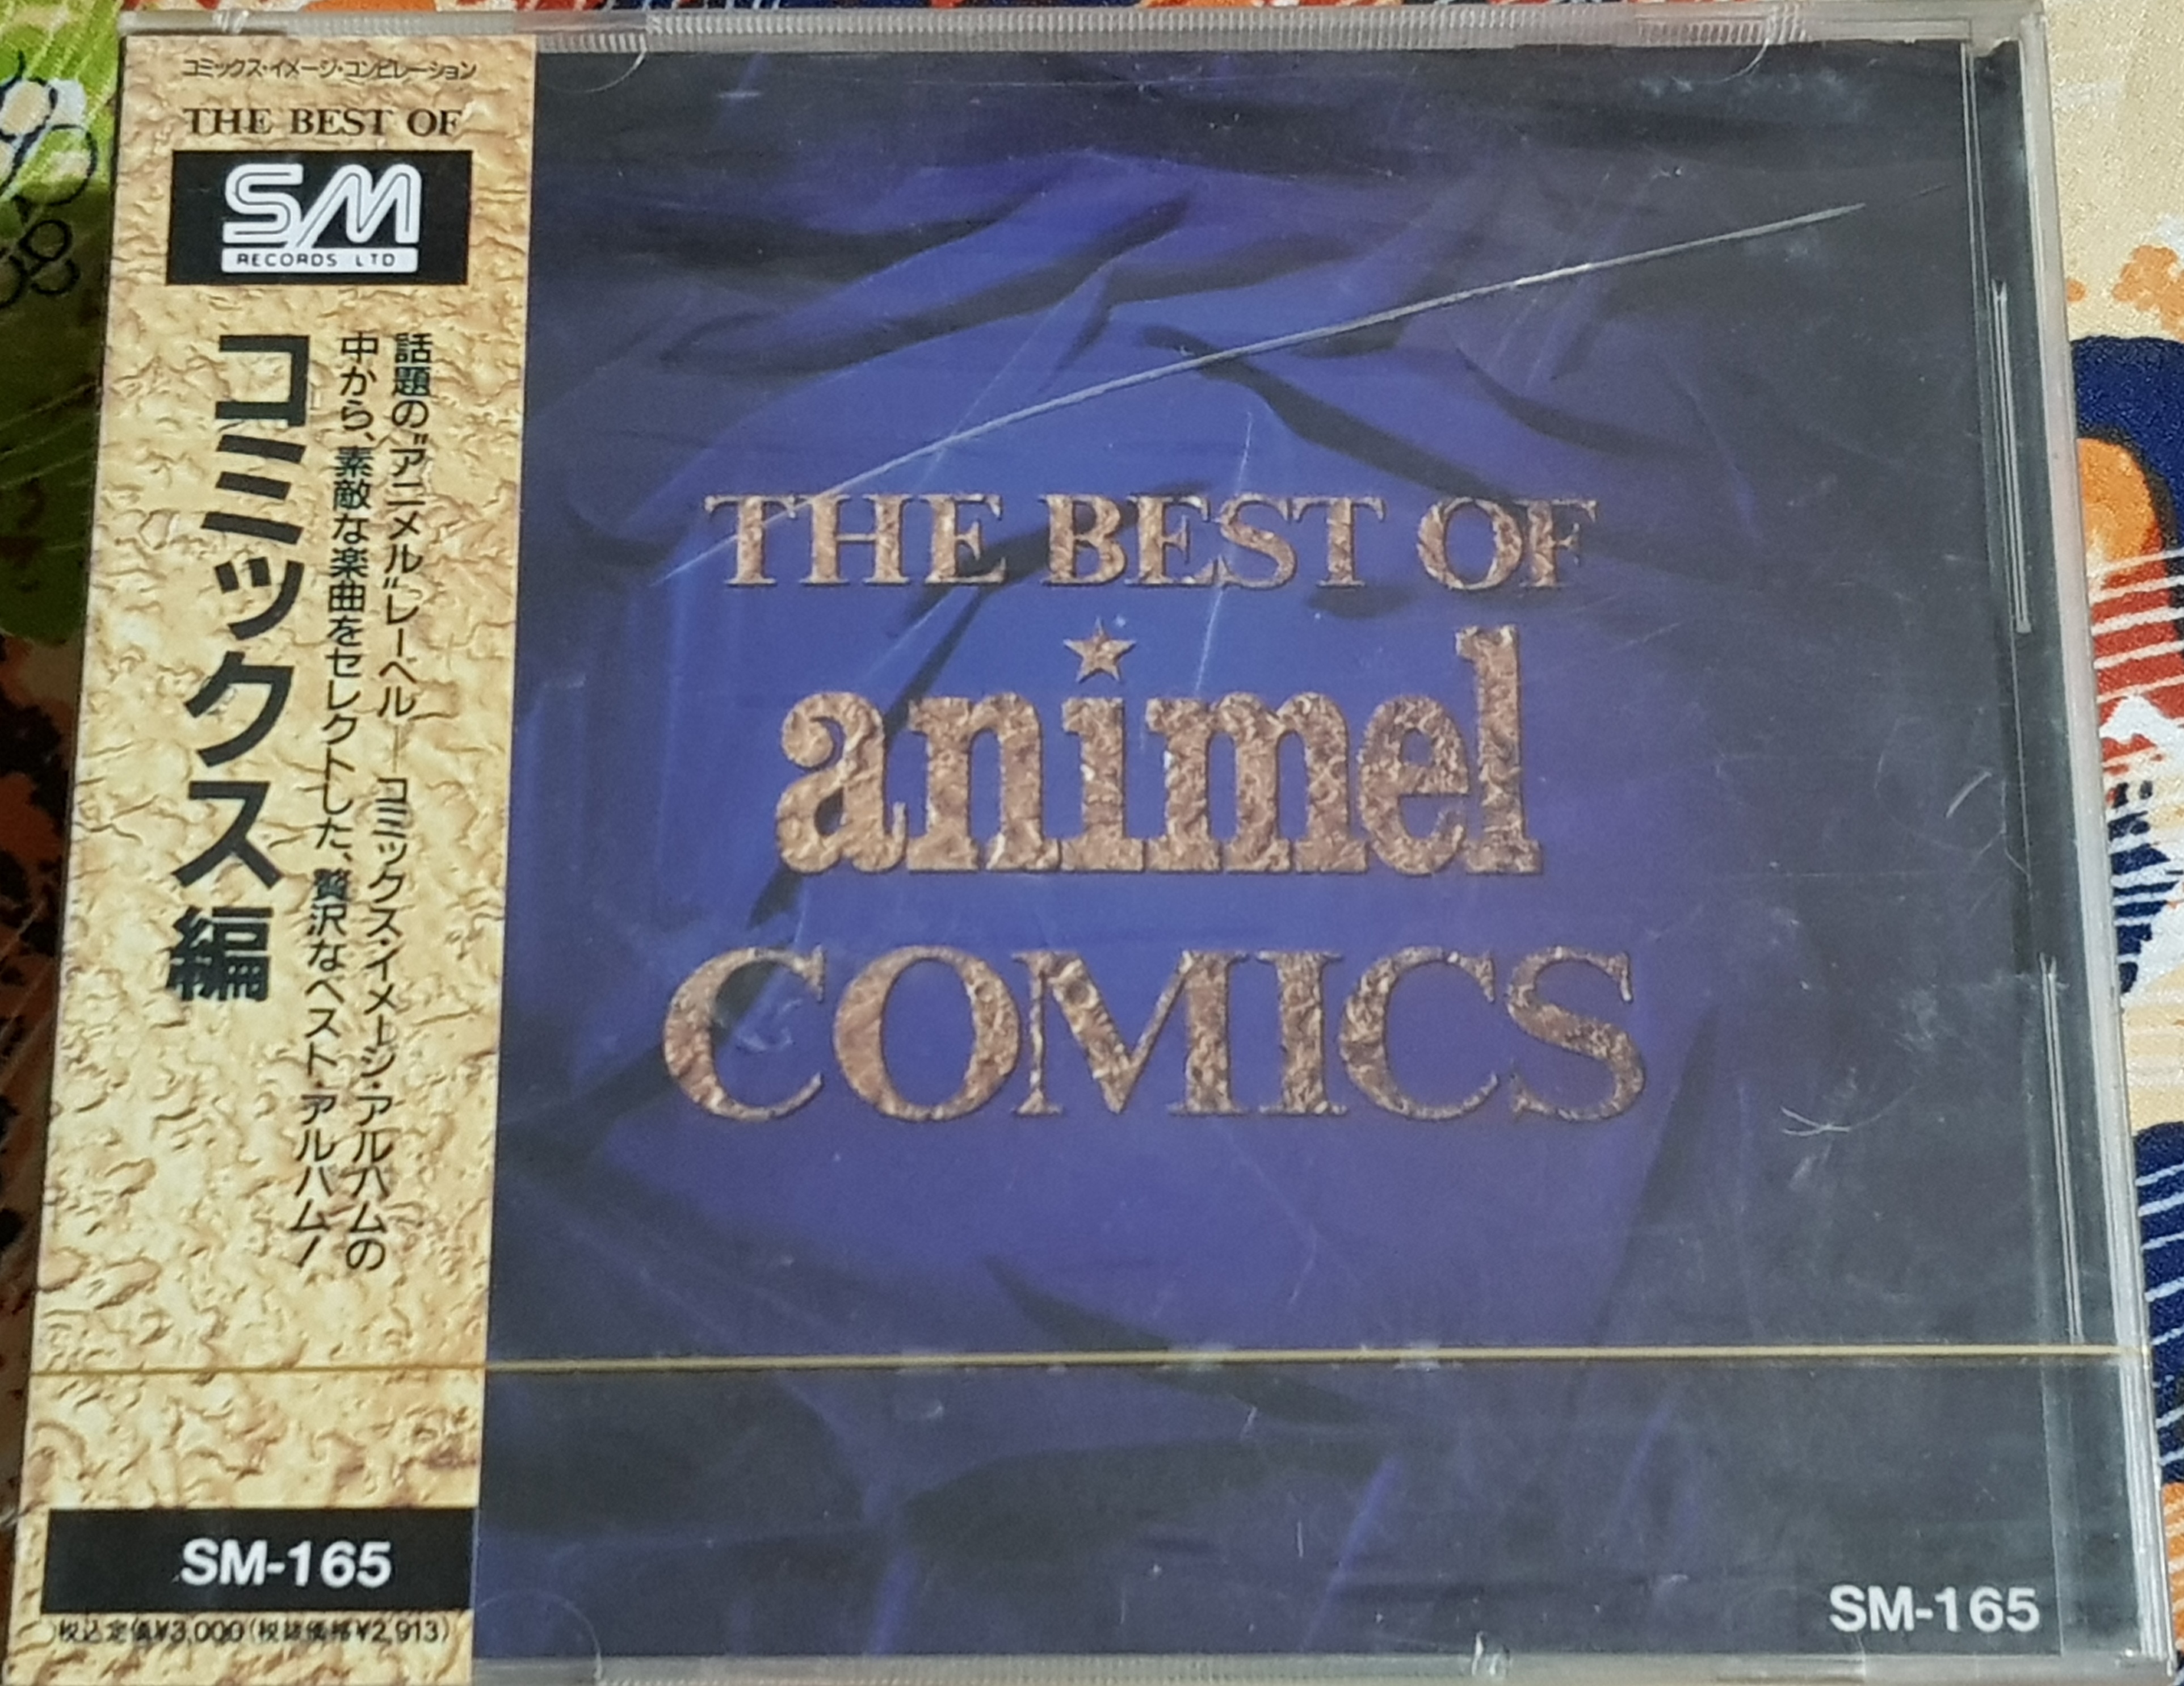 コミックス・イメージ・コンピレーション
THE BEST OF
SM
RECORDS LTD
話題の"アニメル"レーベル―コミックス・イメージ・アルバムの
中から、素敵な楽曲をセレクトした、贅沢なベスト・アルバム!
コミックス編
SM-165
税込定価¥3,000(税抜価格¥2,913)
THE BEST OF
animel
COMICS
SM-165